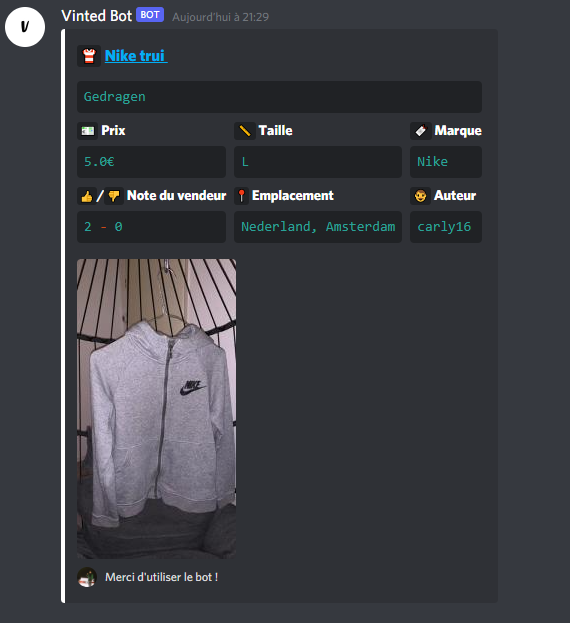 V
Vinted Bot BOT Aujourd'hui à 21:29
Nike trui
Gedragen
Prix Taille Marque
5.0€ L Nike
/ Note du vendeur Emplacement Auteur
2 - 0 Nederland, Amsterdam carly16
NIKE
Merci d'utiliser le bot !